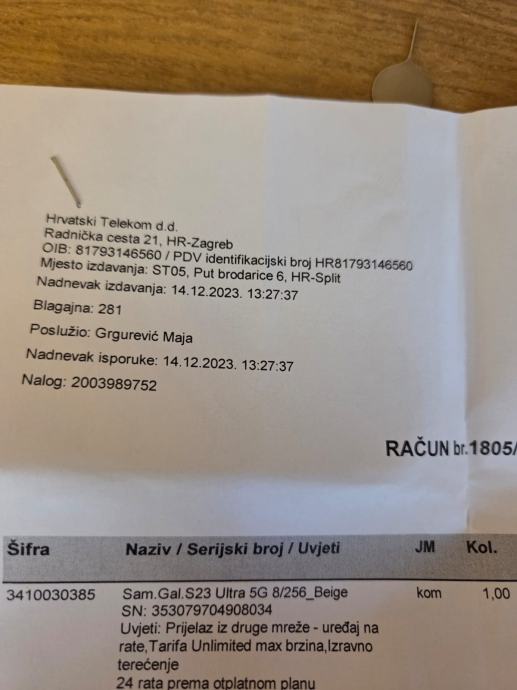 Hrvatski Telekom d.d.
Radnička cesta 21, HR-Zagreb
OIB: 81793146560 / PDV identifikacijski broj HR81793146560
Mjesto izdavanja: ST05, Put brodarice 6, HR-Split
Nadnevak izdavanja: 14.12.2023. 13:27:37
Blagajna: 281
Poslužio: Grgurević Maja
Nadnevak isporuke: 14.12.2023. 13:27:37
Nalog: 2003989752
RAČUN br.1805/
Šifra Naziv / Serijski broj / Uvjeti JM Kol.
3410030385 Sam.Gal.S23 Ultra 5G 8/256_Beige kom 1,00
SN: 353079704908034
Uvjeti: Prijelaz iz druge mreže - uređaj na
rate,Tarifa Unlimited max brzina,Izravno
terećenje
24 rata prema otplatnom planu